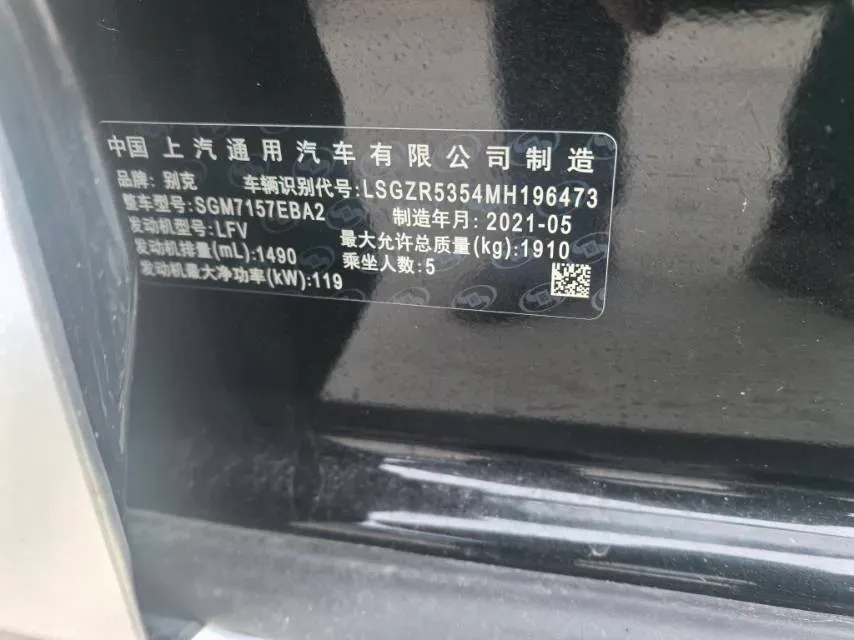 中国上汽通用汽车有限公司制造
品牌: 别克 车辆识别代号:LSGZR5354MH196473
整车型号:SGM7157EBA2 制造年月: 2021-05
发动机型号:LFV 最大允许总质量(kg):1910
发动机排量(mL):1490 乘坐人数:5
发动机最大净功率(kW):119